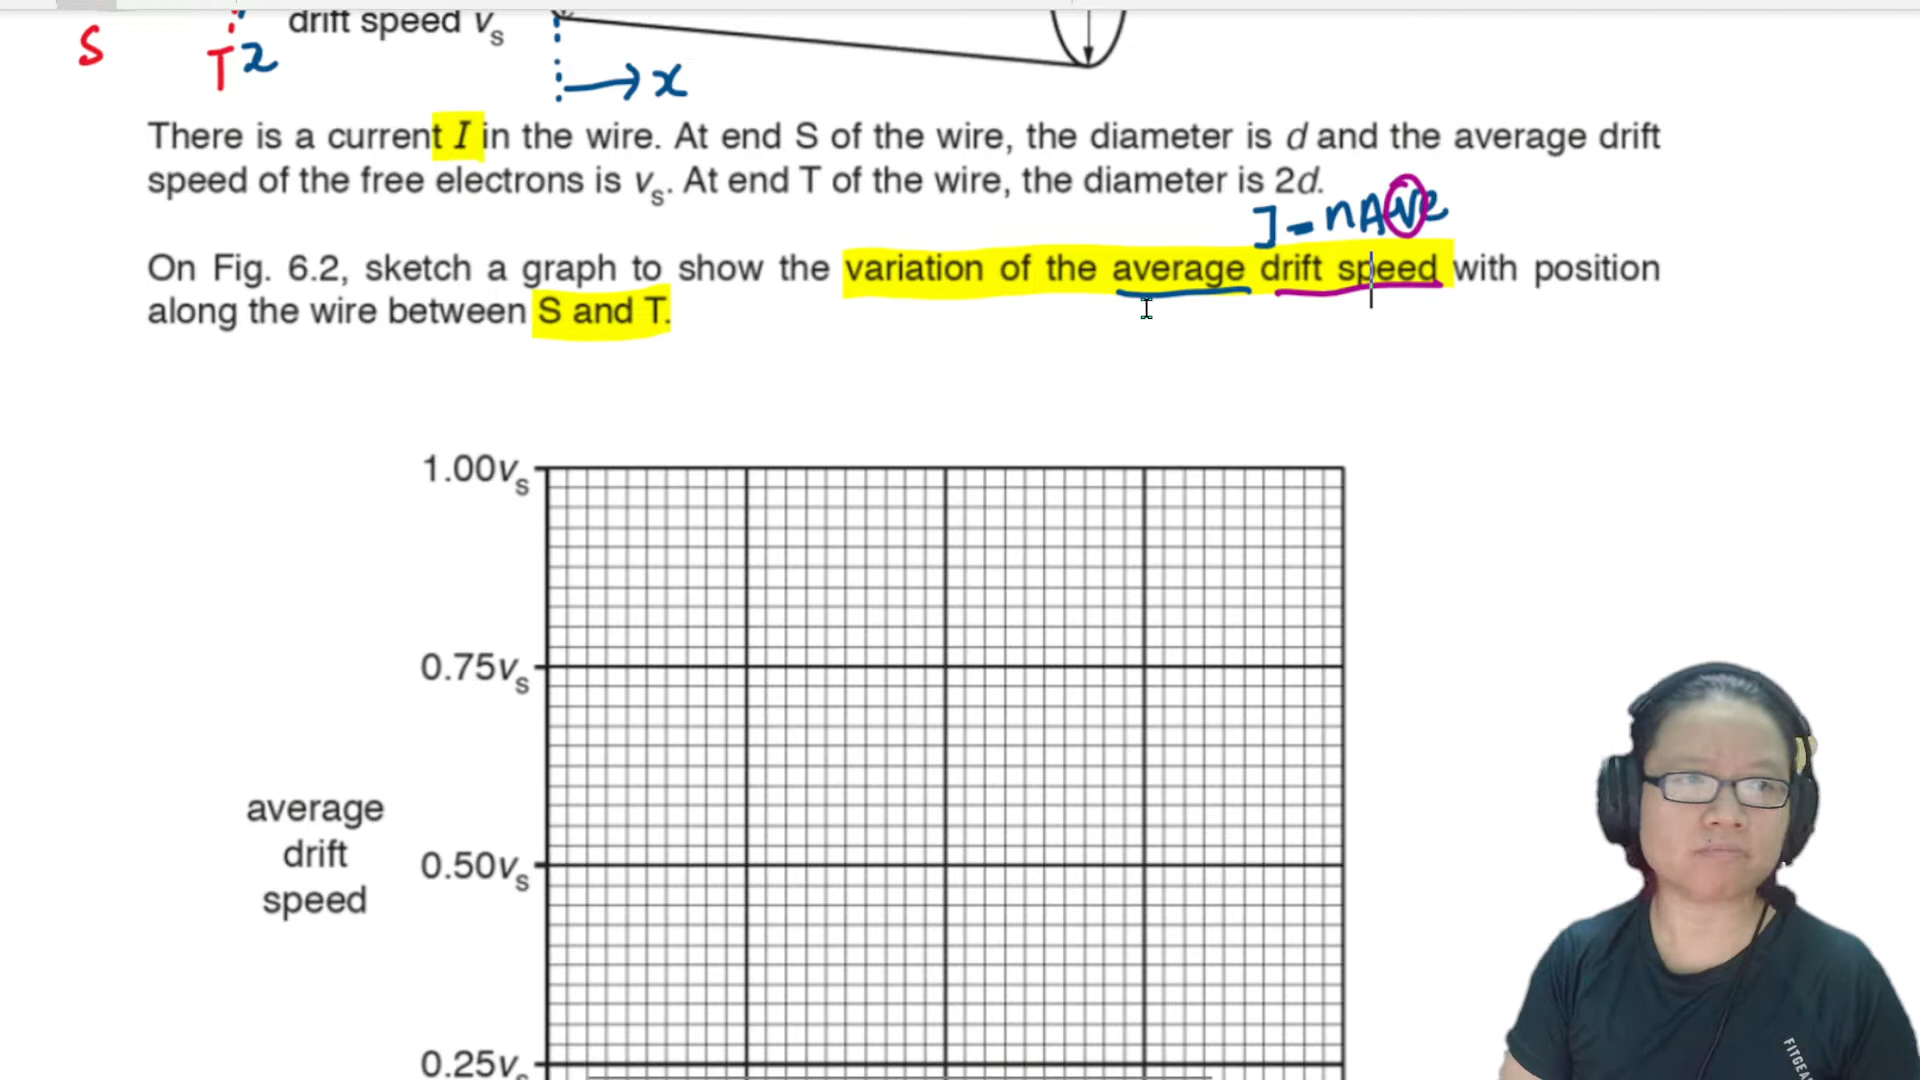 drift speed vs
S
T 2
x
There is a current I in the wire. At end S of the wire, the diameter is d and the average drift
speed of the free electrons is vs. At end T of the wire, the diameter is 2d.
I = nAve
On Fig. 6.2, sketch a graph to show the variation of the average drift speed with position
along the wire between S and T.
1.00vs
0.75vs
average
drift
speed
0.50vs
0.25vs
FITGEA